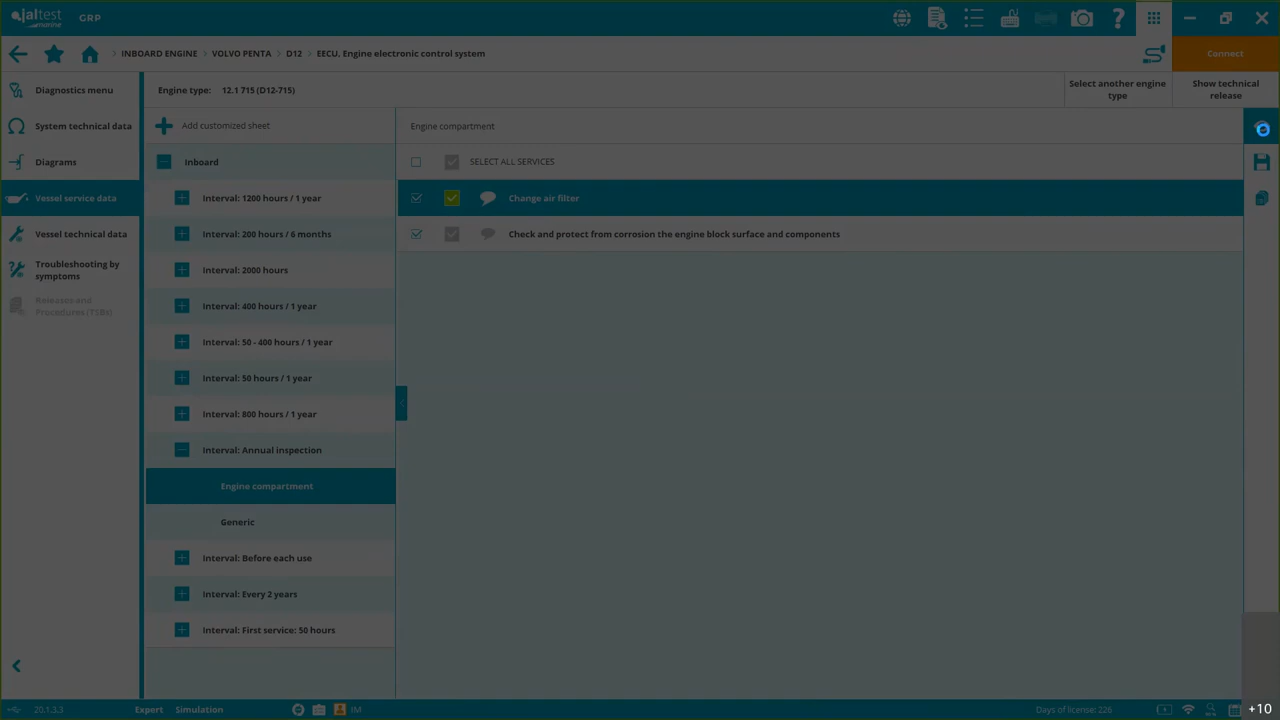 jaltest
marine
GRP
INBOARD ENGINE > VOLVO PENTA > D12 > EECU, Engine electronic control system
Connect
Diagnostics menu
System technical data
Diagrams
Vessel service data
Vessel technical data
Troubleshooting by
symptoms
Releases and
Procedures (TSBs)
Engine type: 12.1 715 (D12-715)
Select another engine
type
Show technical
release
Add customized sheet
Inboard
Interval: 1200 hours / 1 year
Interval: 200 hours / 6 months
Interval: 2000 hours
Interval: 400 hours / 1 year
Interval: 50 - 400 hours / 1 year
Interval: 50 hours / 1 year
Interval: 800 hours / 1 year
Interval: Annual inspection
Engine compartment
Generic
Interval: Before each use
Interval: Every 2 years
Interval: First service: 50 hours
Engine compartment
SELECT ALL SERVICES
Change air filter
Check and protect from corrosion the engine block surface and components
20.1.3.3
Expert
Simulation
IM
Days of license: 226
+10